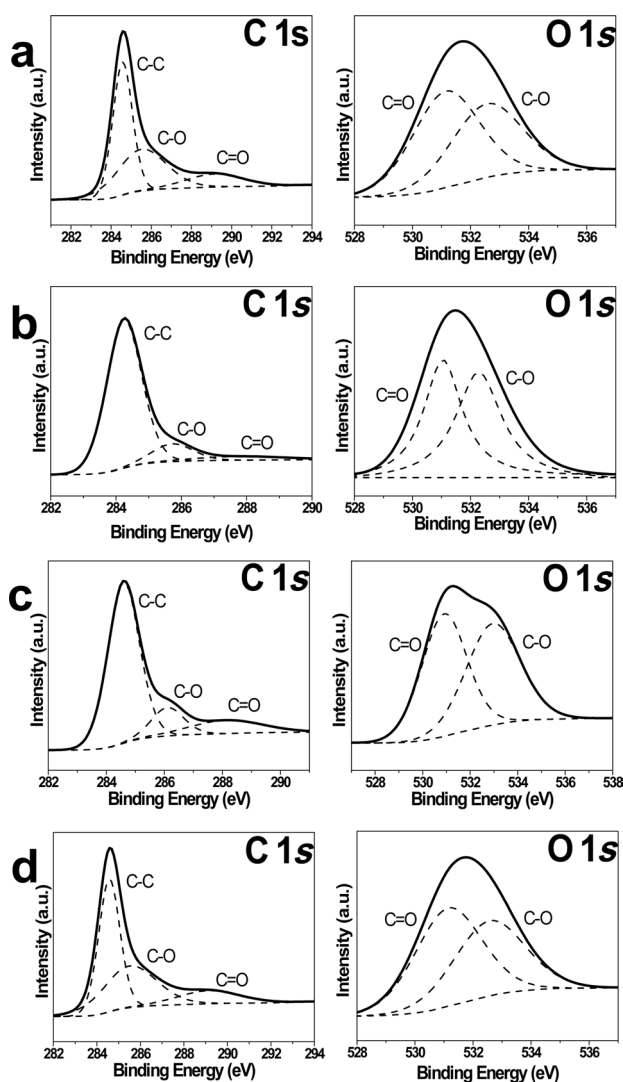 a
C 1s
Intensity (a.u.)
C-C
C-O
C=O
282 284 286 288 290 292 294
Binding Energy (eV)
O 1s
Intensity (a.u.)
C=O
C-O
528 530 532 534 536
Binding Energy (eV)
b
C 1s
Intensity (a.u.)
C-C
C-O
C=O
282 284 286 288 290
Binding Energy (eV)
O 1s
Intensity (a.u.)
C=O
C-O
528 530 532 534 536
Binding Energy (eV)
c
C 1s
Intensity (a.u.)
C-C
C-O
C=O
282 284 286 288 290
Binding Energy (eV)
O 1s
Intensity (a.u.)
C=O
C-O
528 530 532 534 536 538
Binding Energy (eV)
d
C 1s
Intensity (a.u.)
C-C
C-O
C=O
282 284 286 288 290 292 294
Binding Energy (eV)
O 1s
Intensity (a.u.)
C=O
C-O
528 530 532 534 536
Binding Energy (eV)